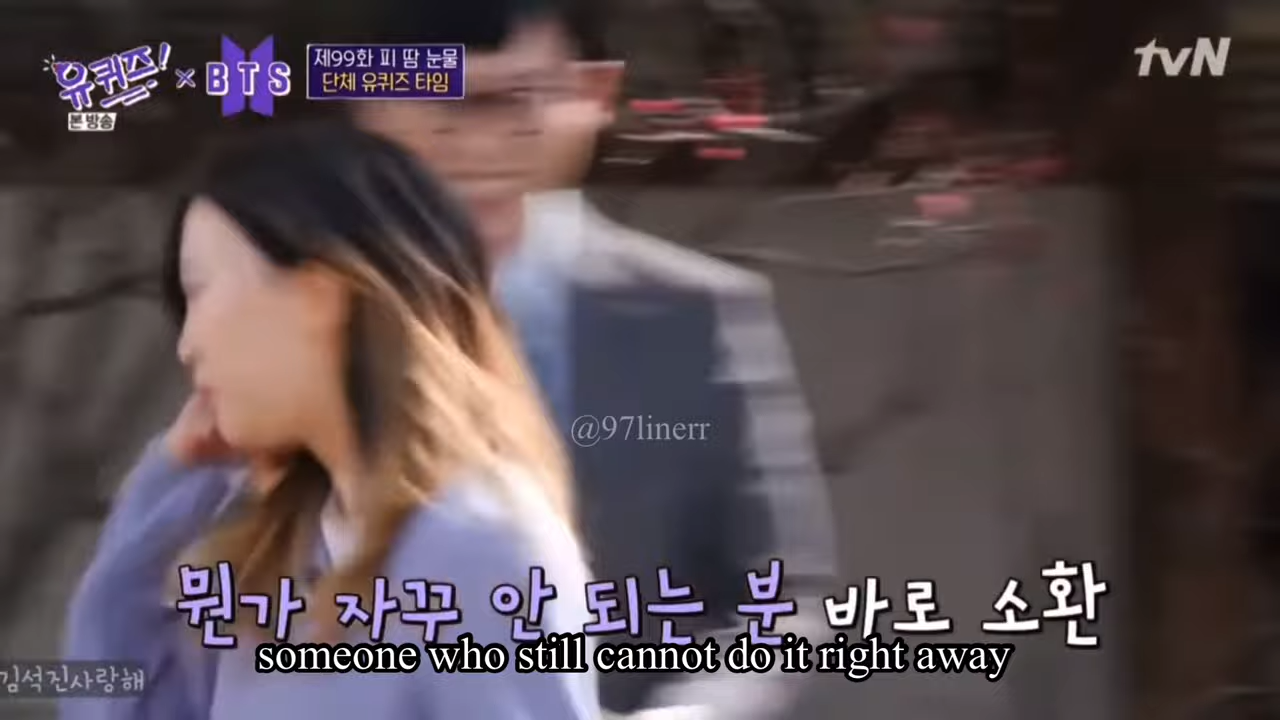 유퀴즈!
본 방송
×
BTS
제99화 피 땀 눈물
단체 유퀴즈 타임
tvN
@97linerr
뭔가 자꾸 안 되는 분 바로 소환
someone who still cannot do it right away
김석진사랑해